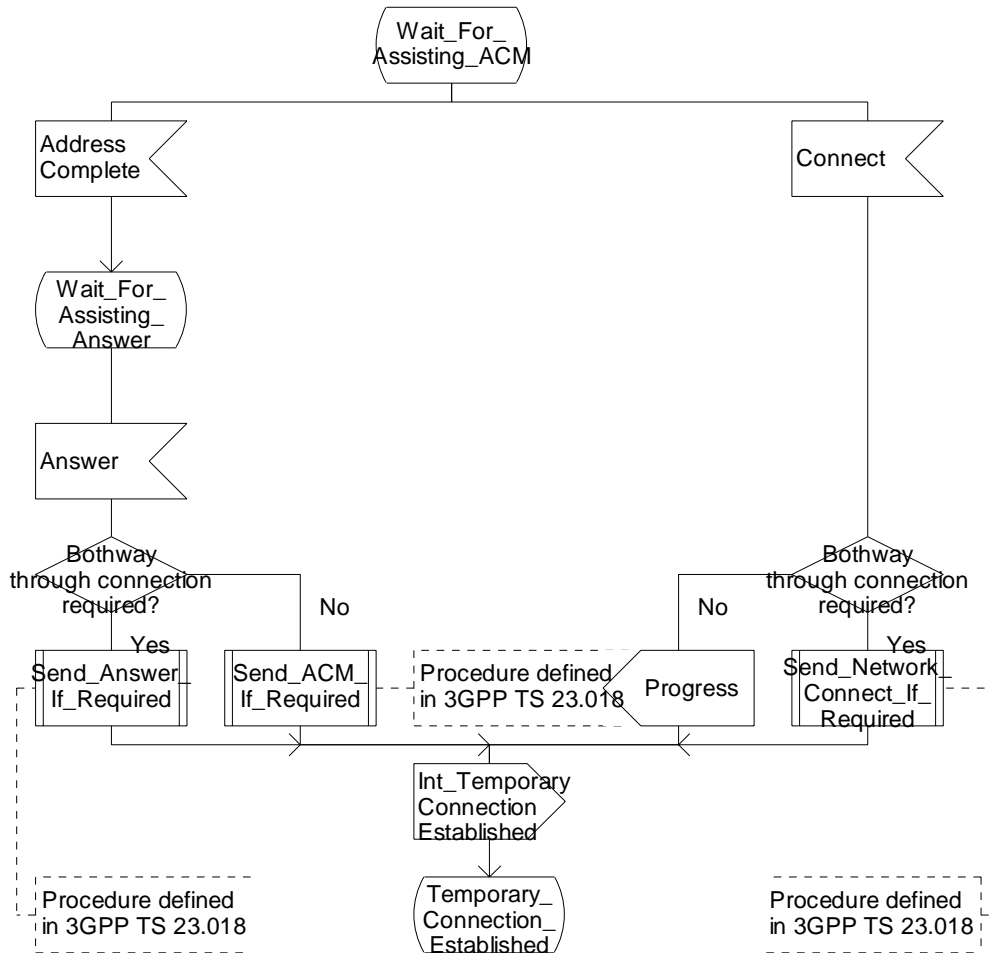 Wait_For_
Assisting_ACM
Address
Complete
Connect
Wait_For_
Assisting_
Answer
Answer
Bothway
through connection
required?
No
Yes
Bothway
through connection
required?
No
Yes
Send_Answer_
If_Required
Send_ACM_
If_Required
Procedure defined
in 3GPP TS 23.018
Progress
Send_Network_
Connect_If_
Required
Int_Temporary
Connection
Established
Procedure defined
in 3GPP TS 23.018
Temporary_
Connection_
Established
Procedure defined
in 3GPP TS 23.018